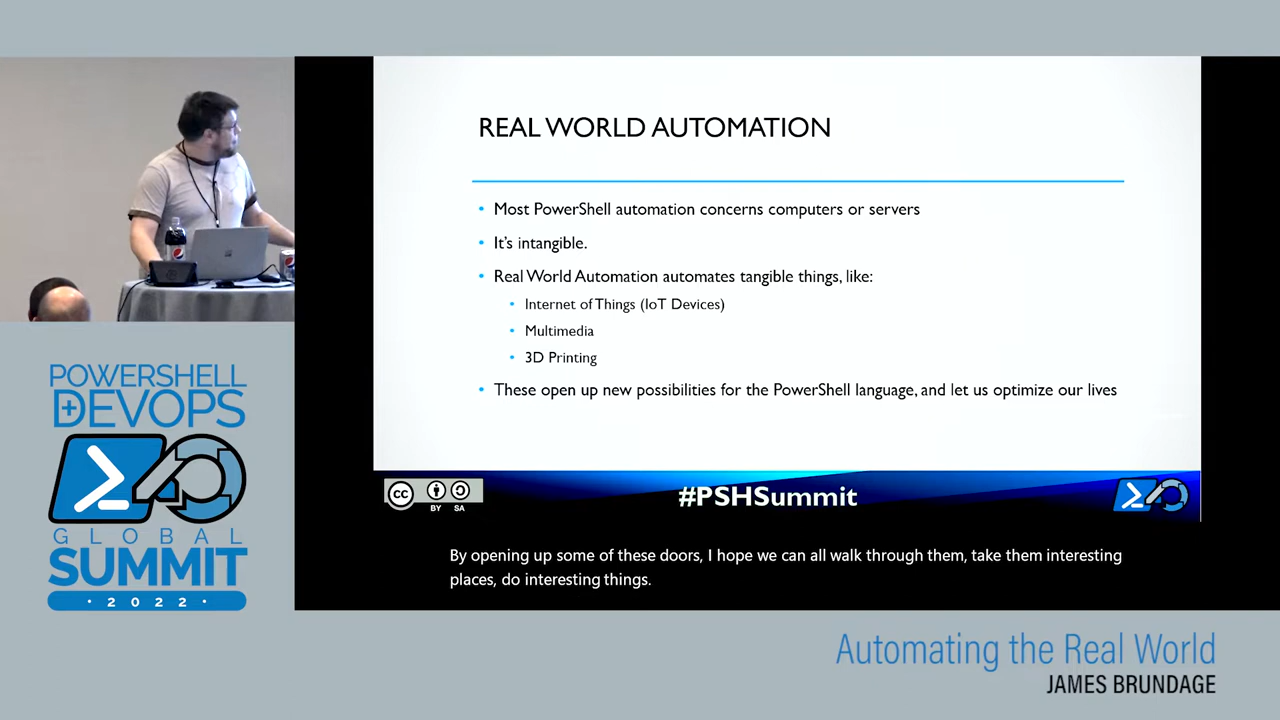 REAL WORLD AUTOMATION
• Most PowerShell automation concerns computers or servers
• It's intangible.
• Real World Automation automates tangible things, like:
• Internet of Things (IoT Devices)
• Multimedia
• 3D Printing
• These open up new possibilities for the PowerShell language, and let us optimize our lives
cc
BY SA
#PSHSummit
By opening up some of these doors, I hope we can all walk through them, take them interesting
places, do interesting things.
POWERSHELL
+DEVOPS
GLOBAL
SUMMIT
· 2022 ·
Automating the Real World
JAMES BRUNDAGE